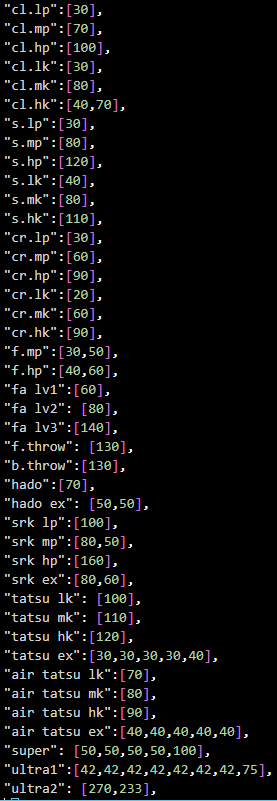 "cl.lp":[30],
"cl.mp":[70],
"cl.hp":[100],
"cl.lk":[30],
"cl.mk":[80],
"cl.hk":[40,70],
"s.lp":[30],
"s.mp":[80],
"s.hp":[120],
"s.lk":[40],
"s.mk":[80],
"s.hk":[110],
"cr.lp":[30],
"cr.mp":[60],
"cr.hp":[90],
"cr.lk":[20],
"cr.mk":[60],
"cr.hk":[90],
"f.mp":[30,50],
"f.hp":[40,60],
"fa lv1":[60],
"fa lv2": [80],
"fa lv3":[140],
"f.throw": [130],
"b.throw":[130],
"hado":[70],
"hado ex": [50,50],
"srk lp":[100],
"srk mp":[80,50],
"srk hp":[160],
"srk ex":[80,60],
"tatsu lk": [100],
"tatsu mk": [110],
"tatsu hk":[120],
"tatsu ex":[30,30,30,30,40],
"air tatsu lk":[70],
"air tatsu mk":[80],
"air tatsu hk":[90],
"air tatsu ex":[40,40,40,40,40],
"super": [50,50,50,50,100],
"ultra1":[42,42,42,42,42,42,42,75],
"ultra2": [270,233],